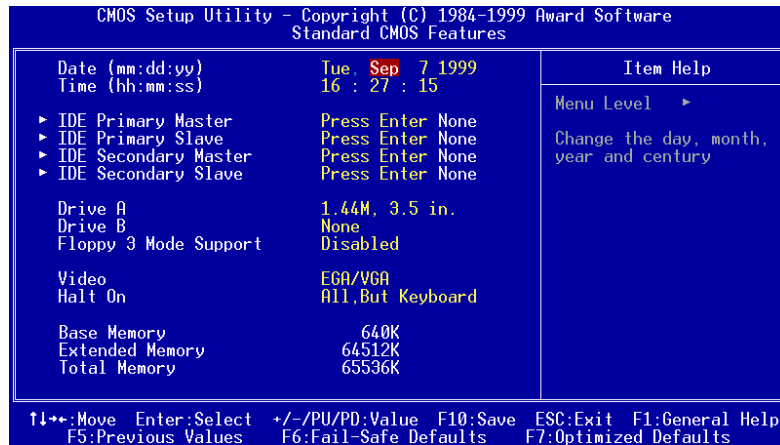 CMOS Setup Utility - Copyright (C) 1984-1999 Award Software
Standard CMOS Features
Date (mm:dd:yy) Tue, Sep 7 1999
Time (hh:mm:ss) 16 : 27 : 15
► IDE Primary Master Press Enter None
► IDE Primary Slave Press Enter None
► IDE Secondary Master Press Enter None
► IDE Secondary Slave Press Enter None
Drive A 1.44M, 3.5 in.
Drive B None
Floppy 3 Mode Support Disabled
Video EGA/VGA
Halt On All,But Keyboard
Base Memory 640K
Extended Memory 64512K
Total Memory 65536K
Item Help
Menu Level ►
Change the day, month,
year and century
↑↓→←:Move Enter:Select +/-/PU/PD:Value F10:Save ESC:Exit F1:General Help
F5:Previous Values F6:Fail-Safe Defaults F7:Optimized Defaults